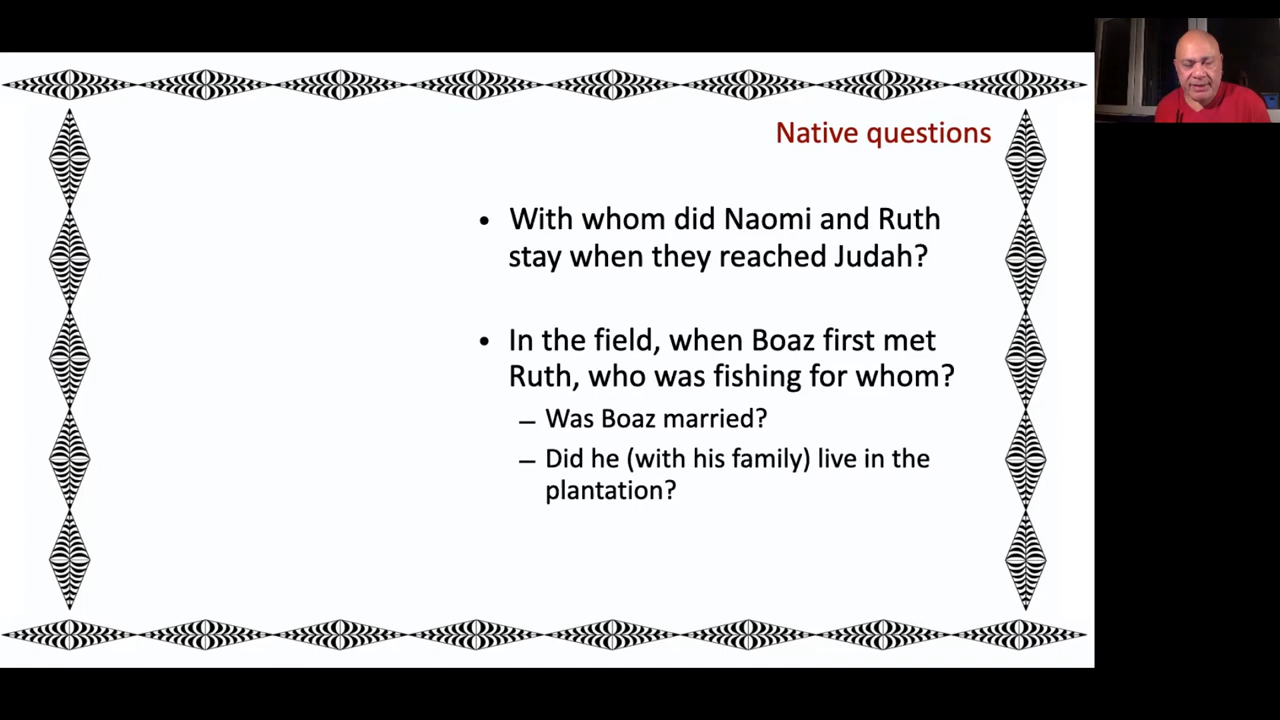 Native questions
• With whom did Naomi and Ruth
stay when they reached Judah?
• In the field, when Boaz first met
Ruth, who was fishing for whom?
– Was Boaz married?
– Did he (with his family) live in the
plantation?